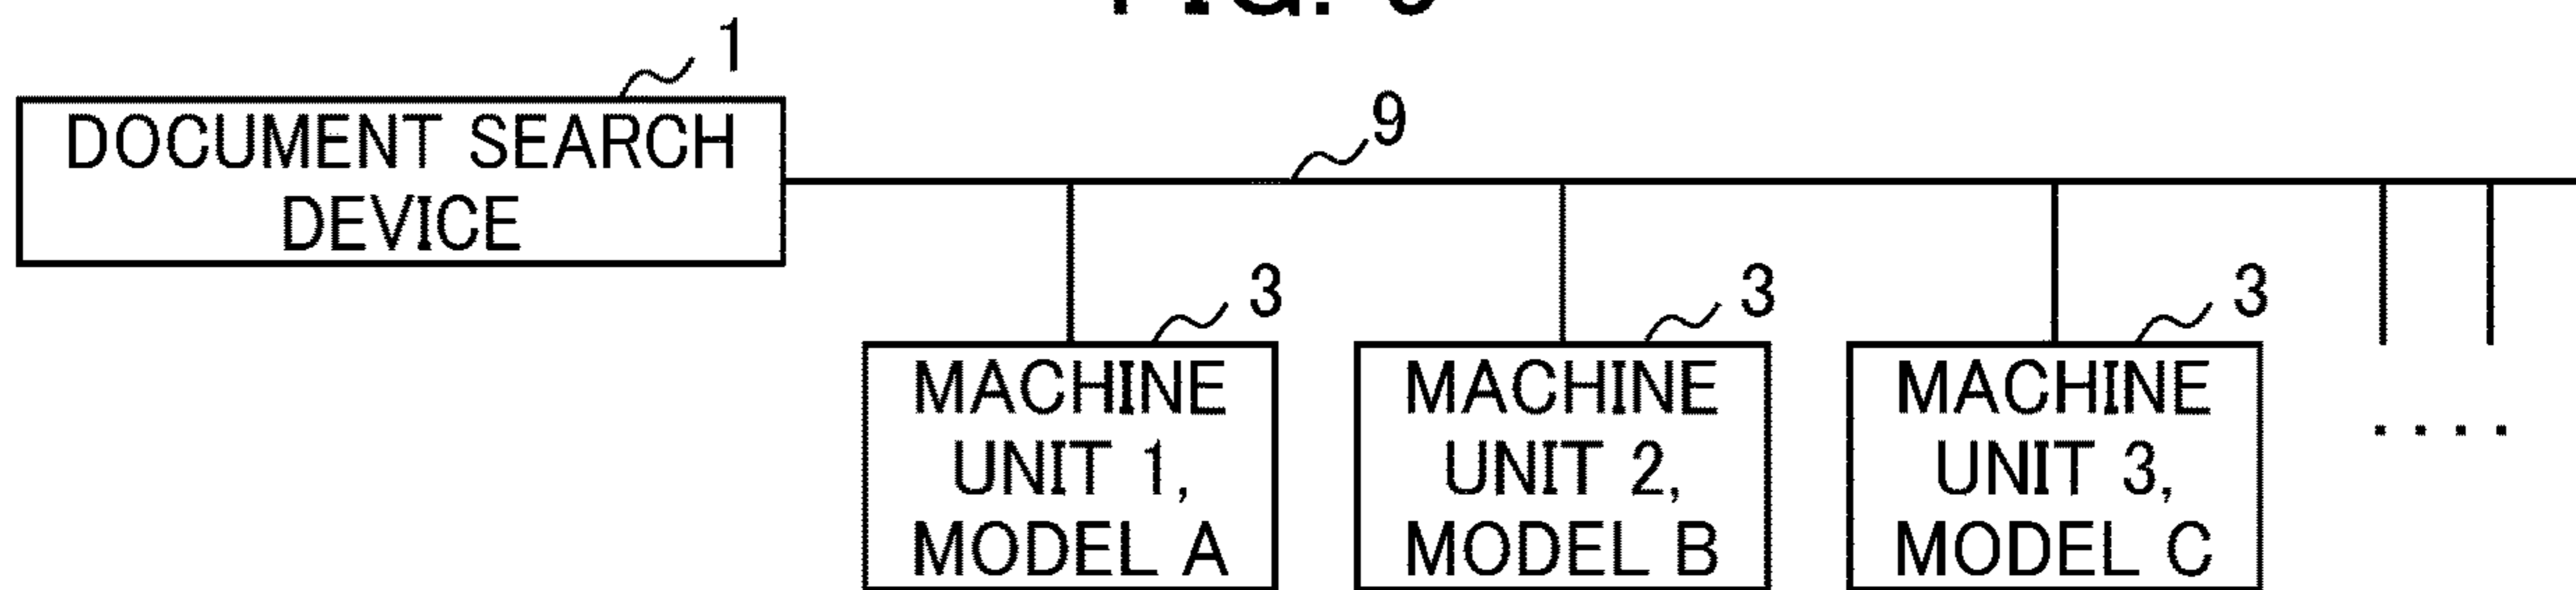 FIG.
1
DOCUMENT SEARCH
DEVICE
9
3
3
3
MACHINE
UNIT 1,
MODEL A
MACHINE
UNIT 2,
MODEL B
MACHINE
UNIT 3,
MODEL C
. . . .